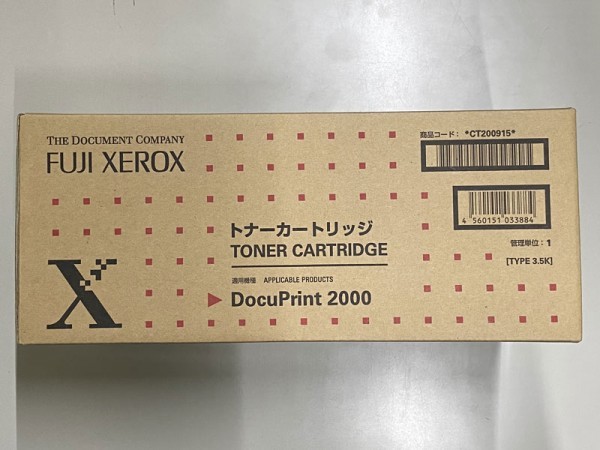 THE DOCUMENT COMPANY
FUJI XEROX
商品コード： *CT200915*
4 560151 033884
トナーカートリッジ
TONER CARTRIDGE
管理単位：1
[TYPE 3.5K]
適用機種 APPLICABLE PRODUCTS
DocuPrint 2000
X